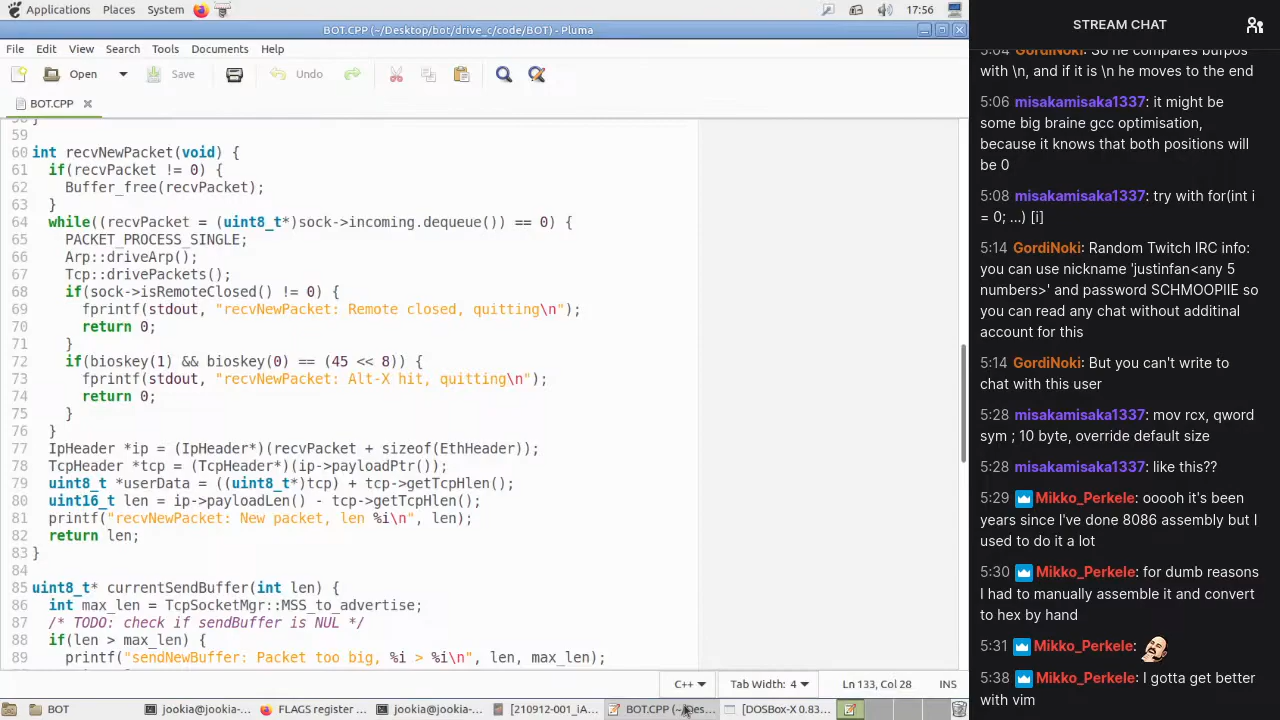 Applications Places System 17:56
BOT.CPP (~/Desktop/bot/drive_c/code/BOT) - Pluma
File Edit View Search Tools Documents Help
Open Save Undo
BOT.CPP
58 }
59
60 int recvNewPacket(void) {
61 if(recvPacket != 0) {
62 Buffer_free(recvPacket);
63 }
64 while((recvPacket = (uint8_t*)sock->incoming.dequeue()) == 0) {
65 PACKET_PROCESS_SINGLE;
66 Arp::driveArp();
67 Tcp::drivePackets();
68 if(sock->isRemoteClosed() != 0) {
69 fprintf(stdout, "recvNewPacket: Remote closed, quitting\n");
70 return 0;
71 }
72 if(bioskey(1) && bioskey(0) == (45 << 8)) {
73 fprintf(stdout, "recvNewPacket: Alt-X hit, quitting\n");
74 return 0;
75 }
76 }
77 IpHeader *ip = (IpHeader*)(recvPacket + sizeof(EthHeader));
78 TcpHeader *tcp = (TcpHeader*)(ip->payloadPtr());
79 uint8_t *userData = ((uint8_t*)tcp) + tcp->getTcpHlen();
80 uint16_t len = ip->payloadLen() - tcp->getTcpHlen();
81 printf("recvNewPacket: New packet, len %i\n", len);
82 return len;
83 }
84
85 uint8_t* currentSendBuffer(int len) {
86 int max_len = TcpSocketMgr::MSS_to_advertise;
87 /* TODO: check if sendBuffer is NUL */
88 if(len > max_len) {
89 printf("sendNewBuffer: Packet too big, %i > %i\n", len, max_len);
C++ Tab Width: 4 Ln 133, Col 28 INS
BOT jookia@jookia-... FLAGS register ... jookia@jookia-... [210912-001_iA... BOT.CPP (~/Des... [DOSBox-X 0.83...
STREAM CHAT
5:04 GordiNoki: So he compares bufpos
with \n, and if it is \n he moves to the end
5:06 misakamisaka1337: it might be
some big braine gcc optimisation,
because it knows that both positions will
be 0
5:08 misakamisaka1337: try with for(int i
= 0; ...) [i]
5:14 GordiNoki: Random Twitch IRC info:
you can use nickname 'justinfan<any 5
numbers>' and password SCHMOOPIIE so
you can read any chat without additinal
account for this
5:14 GordiNoki: But you can't write to
chat with this user
5:28 misakamisaka1337: mov rcx, qword
sym ; 10 byte, override default size
5:28 misakamisaka1337: like this??
5:29 Mikko_Perkele: ooooh it's been
years since I've done 8086 assembly but I
used to do it a lot
5:30 Mikko_Perkele: for dumb reasons
I had to manually assemble it and convert
to hex by hand
5:31 Mikko_Perkele:
5:38 Mikko_Perkele: I gotta get better
with vim